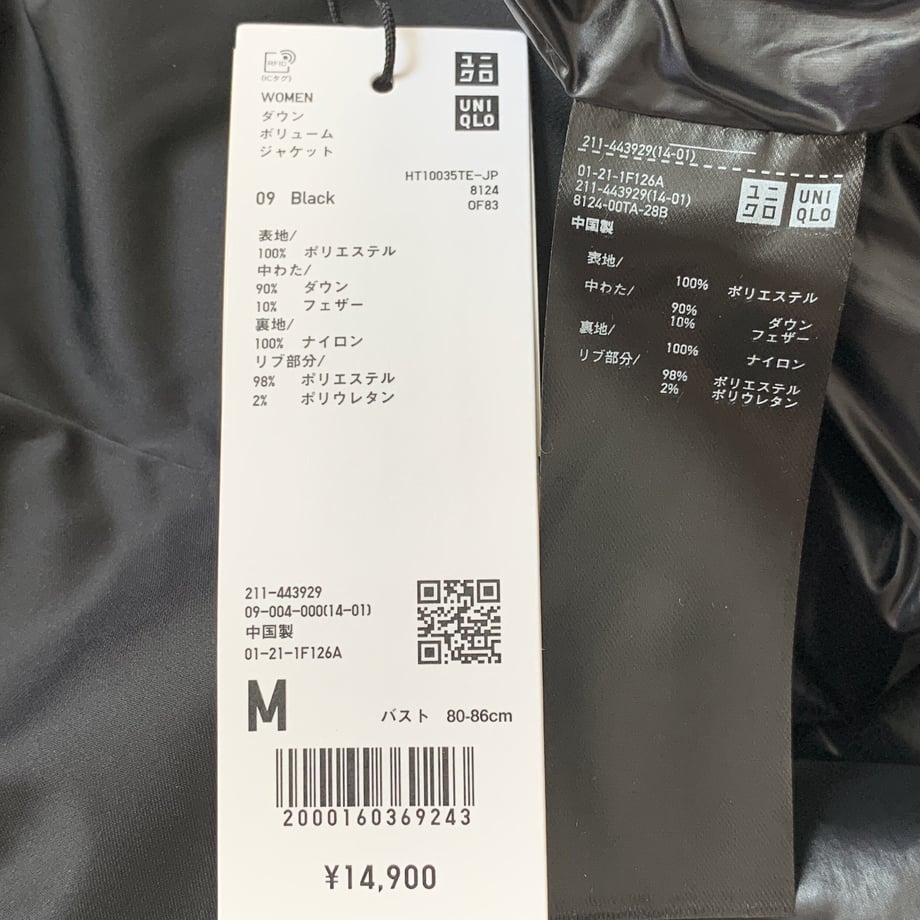 RFID
(ICタグ)
ユニ
クロ
UNI
QLO
WOMEN
ダウン
ボリューム
ジャケット
HT10035TE-JP
8124
0F83
09 Black
表地/
100% ポリエステル
中わた/
90% ダウン
10% フェザー
裏地/
100% ナイロン
リブ部分/
98% ポリエステル
2% ポリウレタン
211-443929
09-004-000(14-01)
中国製
01-21-1F126A
M バスト 80-86cm
2000160369243
¥14,900
211-443929(14-01)
01-21-1F126A
211-443929(14-01)
8124-00TA-28B
中国製
ユニ
クロ
UNI
QLO
表地/
100% ポリエステル
中わた/
90% ダウン
10% フェザー
裏地/
100% ナイロン
リブ部分/
98% ポリエステル
2% ポリウレタン